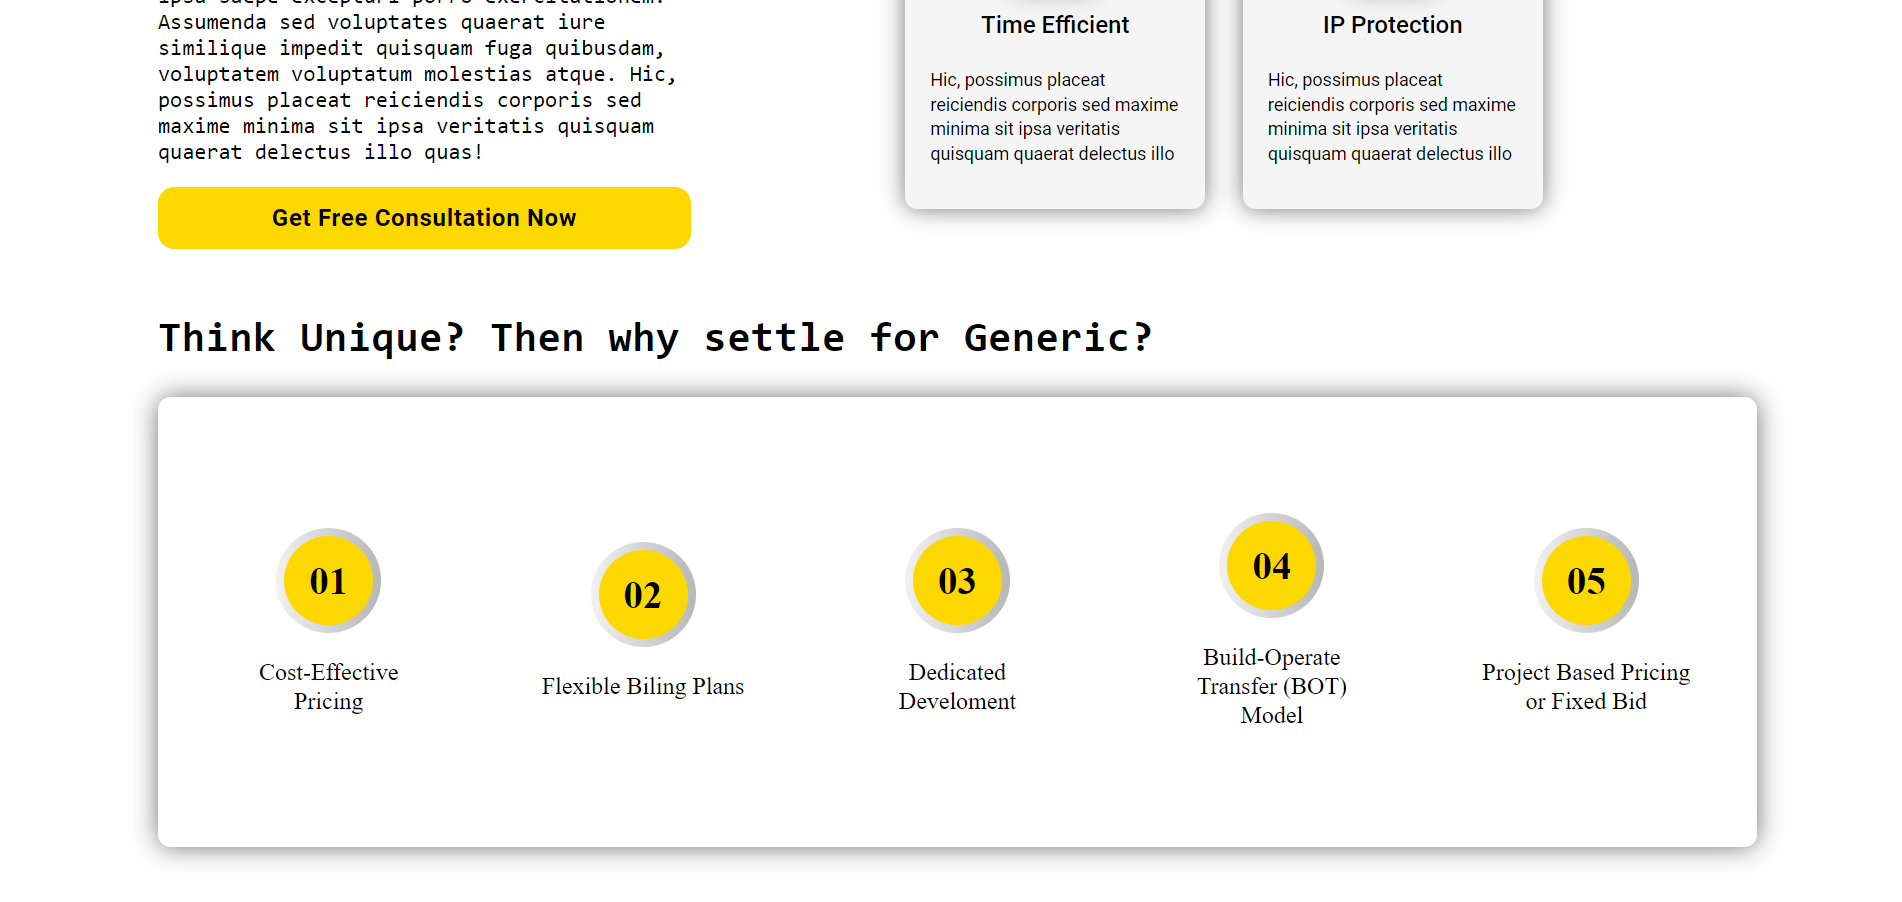 ipsa saepe excepturi porro exercitationem.
Assumenda sed voluptates quaerat iure
similique impedit quisquam fuga quibusdam,
voluptatem voluptatum molestias atque. Hic,
possimus placeat reiciendis corporis sed
maxime minima sit ipsa veritatis quisquam
quaerat delectus illo quas!
Get Free Consultation Now
Time Efficient
Hic, possimus placeat
reiciendis corporis sed maxime
minima sit ipsa veritatis
quisquam quaerat delectus illo
IP Protection
Hic, possimus placeat
reiciendis corporis sed maxime
minima sit ipsa veritatis
quisquam quaerat delectus illo
Think Unique? Then why settle for Generic?
01
Cost-Effective
Pricing
02
Flexible Biling Plans
03
Dedicated
Develoment
04
Build-Operate
Transfer (BOT)
Model
05
Project Based Pricing
or Fixed Bid